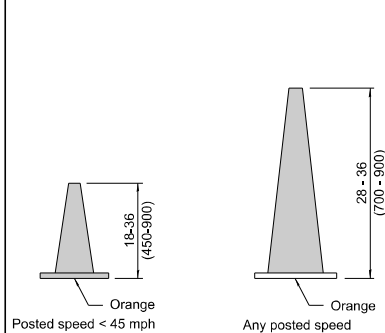 18-36
(450-900)
Orange
Posted speed < 45 mph
28 - 36
(700 - 900)
Orange
Any posted speed